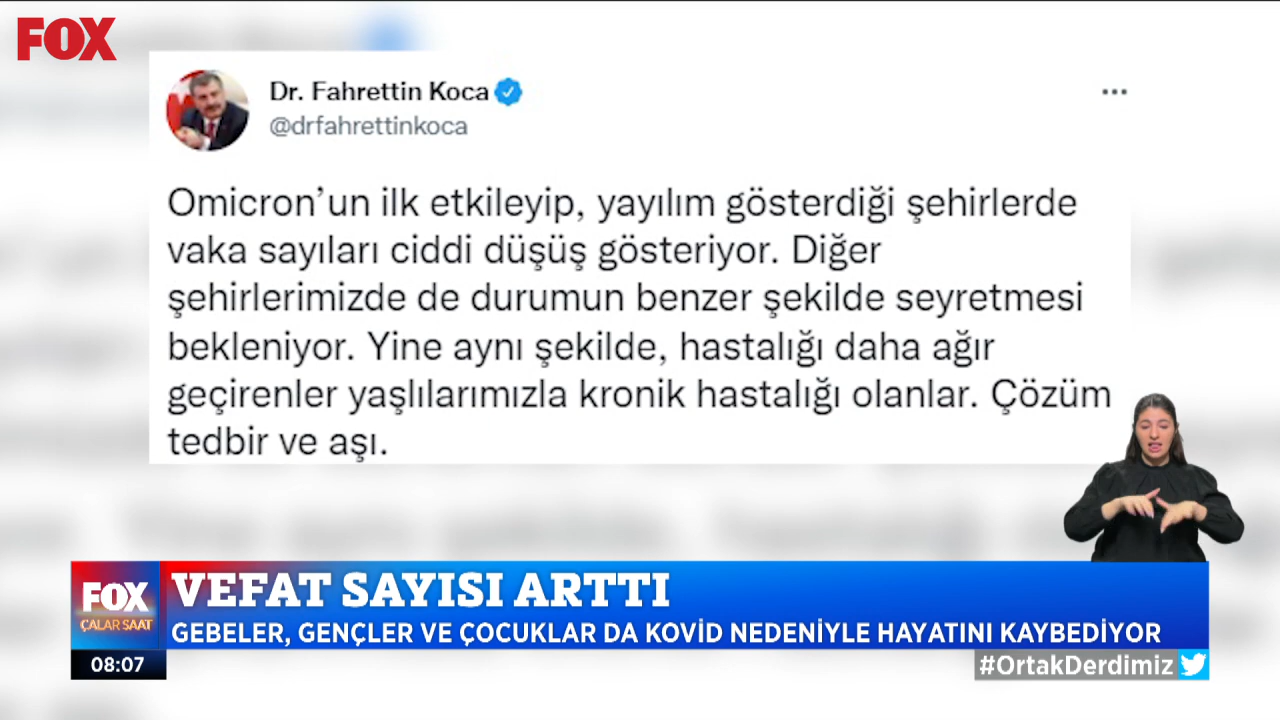 FOX
Dr. Fahrettin Koca
@drfahrettinkoca
Omicron’un ilk etkileyip, yayılım gösterdiği şehirlerde
vaka sayıları ciddi düşüş gösteriyor. Diğer
şehirlerimizde de durumun benzer şekilde seyretmesi
bekleniyor. Yine aynı şekilde, hastalığı daha ağır
geçirenler yaşlılarımızla kronik hastalığı olanlar. Çözüm
tedbir ve aşı.
FOX
ÇALAR SAAT
VEFAT SAYISI ARTTI
GEBELER, GENÇLER VE ÇOCUKLAR DA KOVİD NEDENİYLE HAYATINI KAYBEDİYOR
08:07
#OrtakDerdimiz